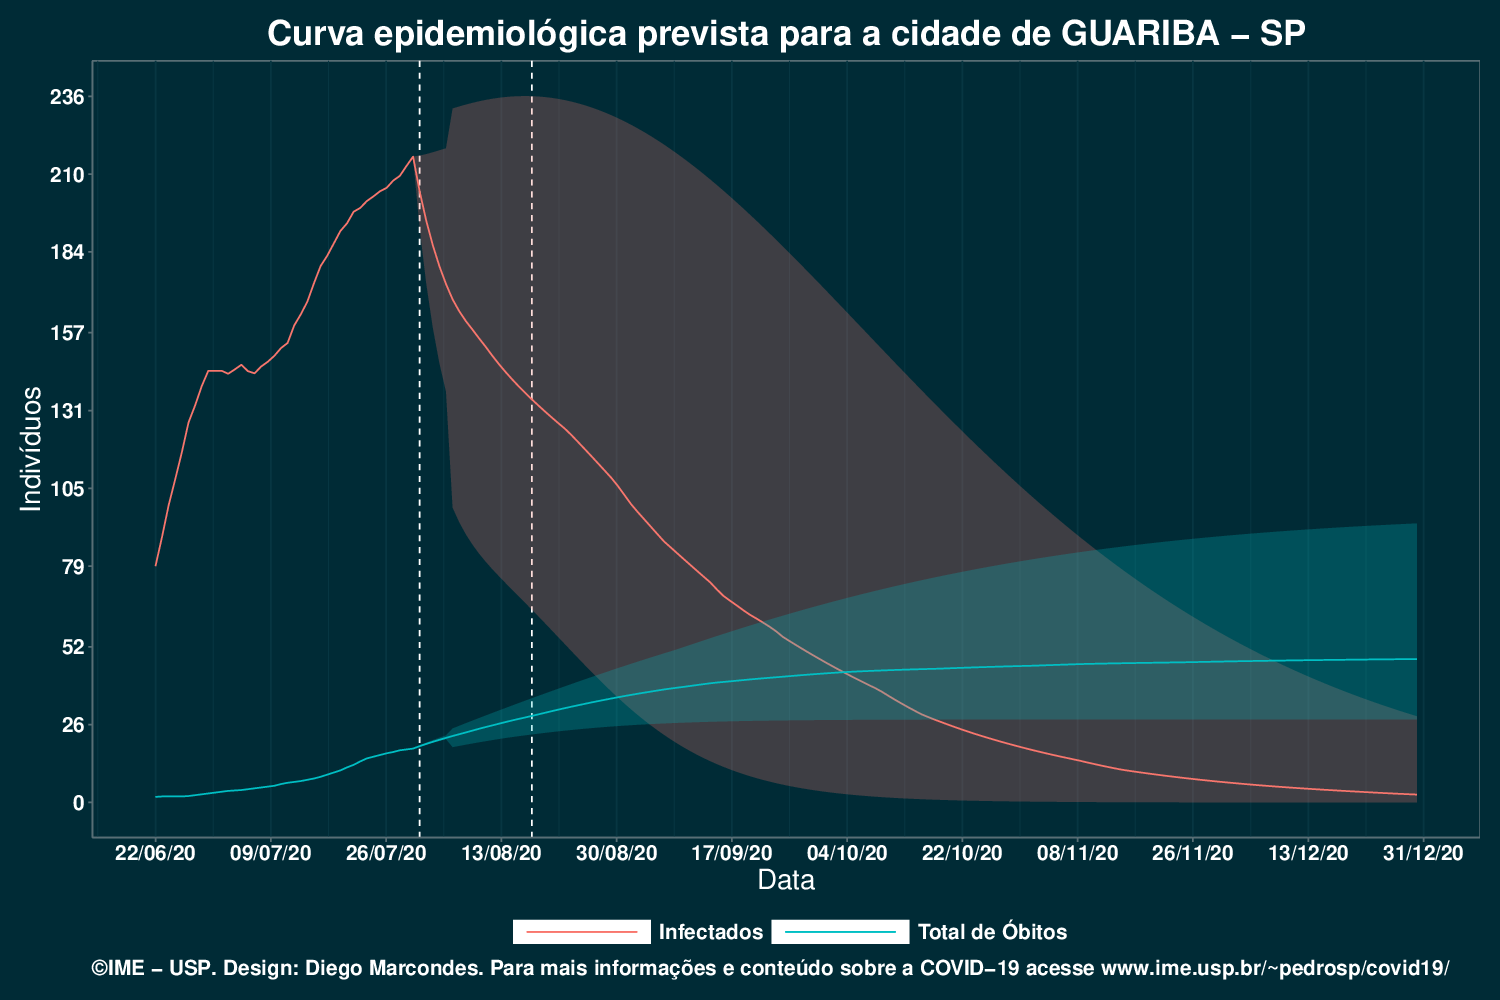 Curva epidemiológica prevista para a cidade de GUARIBA – SP
236
210
184
157
131
105
79
52
26
0
Indivíduos
22/06/20 09/07/20 26/07/20 13/08/20 30/08/20 17/09/20 04/10/20 22/10/20 08/11/20 26/11/20 13/12/20 31/12/20
Data
Infectados Total de Óbitos
©IME – USP. Design: Diego Marcondes. Para mais informações e conteúdo sobre a COVID–19 acesse www.ime.usp.br/~pedrosp/covid19/